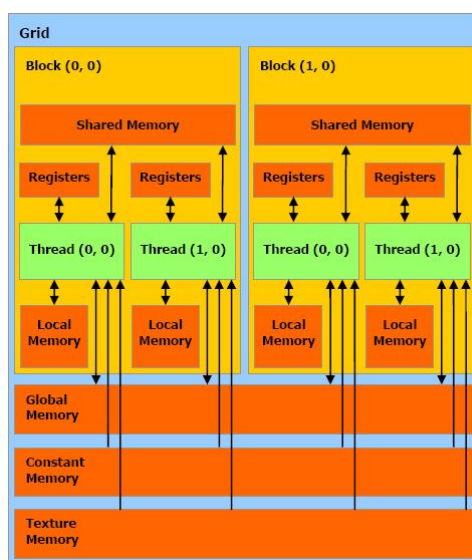 Grid
Block (0, 0)
Block (1, 0)
Shared Memory
Shared Memory
Registers
Registers
Registers
Registers
Thread (0, 0)
Thread (1, 0)
Thread (0, 0)
Thread (1, 0)
Local
Memory
Local
Memory
Local
Memory
Local
Memory
Global
Memory
Constant
Memory
Texture
Memory